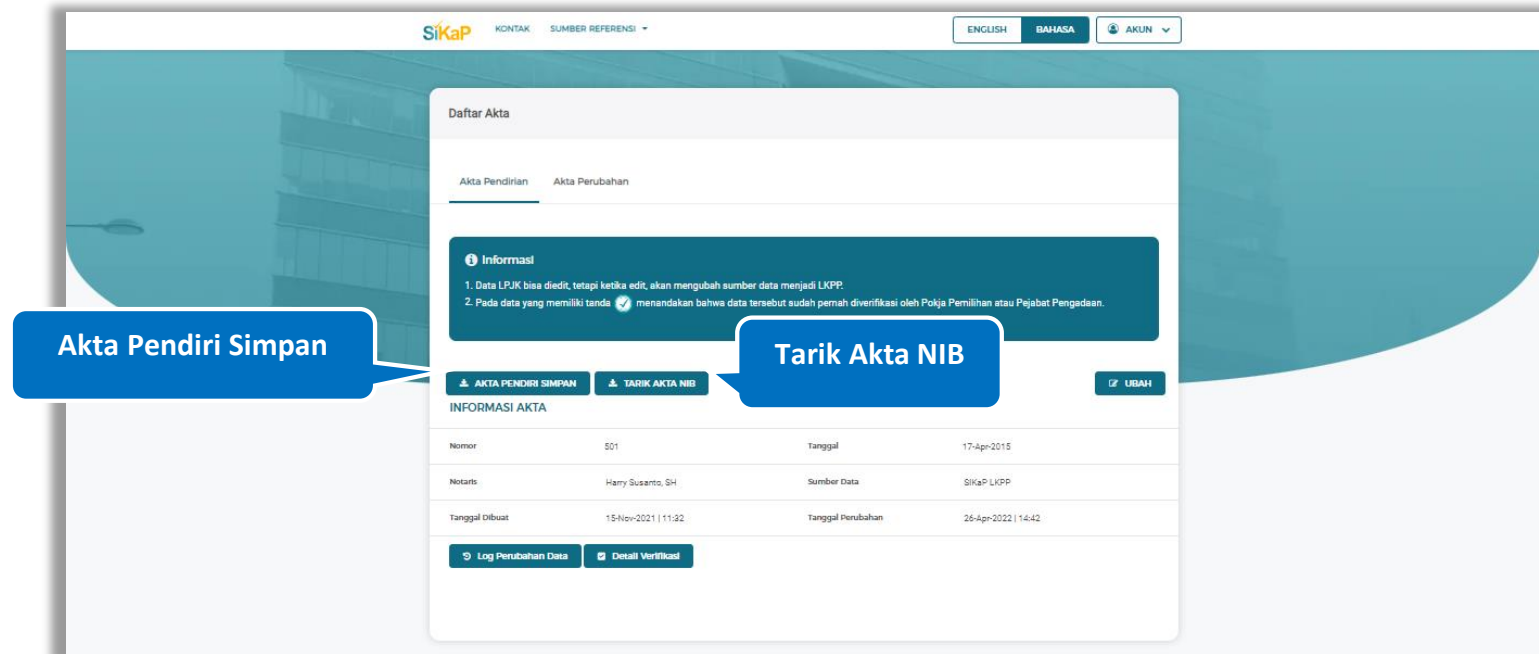 SiKaP KONTAK SUMBER REFERENSI ENGLISH BAHASA AKUN
Daftar Akta
Akta Pendirian Akta Perubahan
Informasi
1. Data LPJK bisa diedit, tetapi ketika edit, akan mengubah sumber data menjadi LKPP.
2. Pada data yang memiliki tanda menandakan bahwa data tersebut sudah pernah diverifikasi oleh Pokja Pemilihan atau Pejabat Pengadaan.
Akta Pendiri Simpan
Tarik Akta NIB
AKTA PENDIRI SIMPAN TARIK AKTA NIB UBAH
INFORMASI AKTA
Nomor 501 Tanggal 17-Apr-2015
Notaris Harry Susanto, SH Sumber Data SIKaP LKPP
Tanggal Dibuat 15-Nov-2021 | 11:32 Tanggal Perubahan 26-Apr-2022 | 14:42
Log Perubahan Data Detail Verifikasi